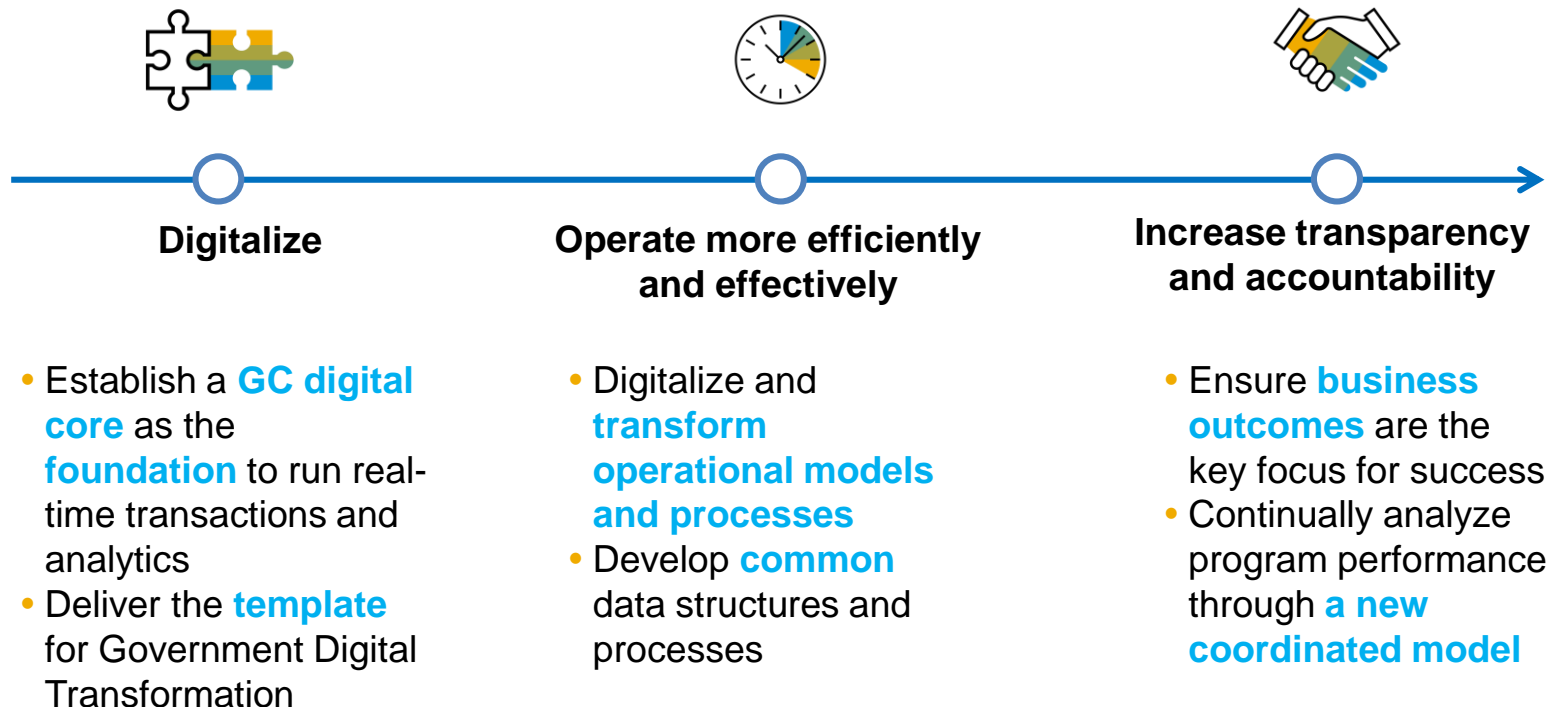 Digitalize
Establish a GC digital
core as the
foundation to run real-
time transactions and
analytics
Deliver the template
for Government Digital
Transformation
Operate more efficiently
and effectively
Digitalize and
transform
operational models
and processes
Develop common
data structures and
processes
Increase transparency
and accountability
Ensure business
outcomes are the
key focus for success
Continually analyze
program performance
through a new
coordinated model